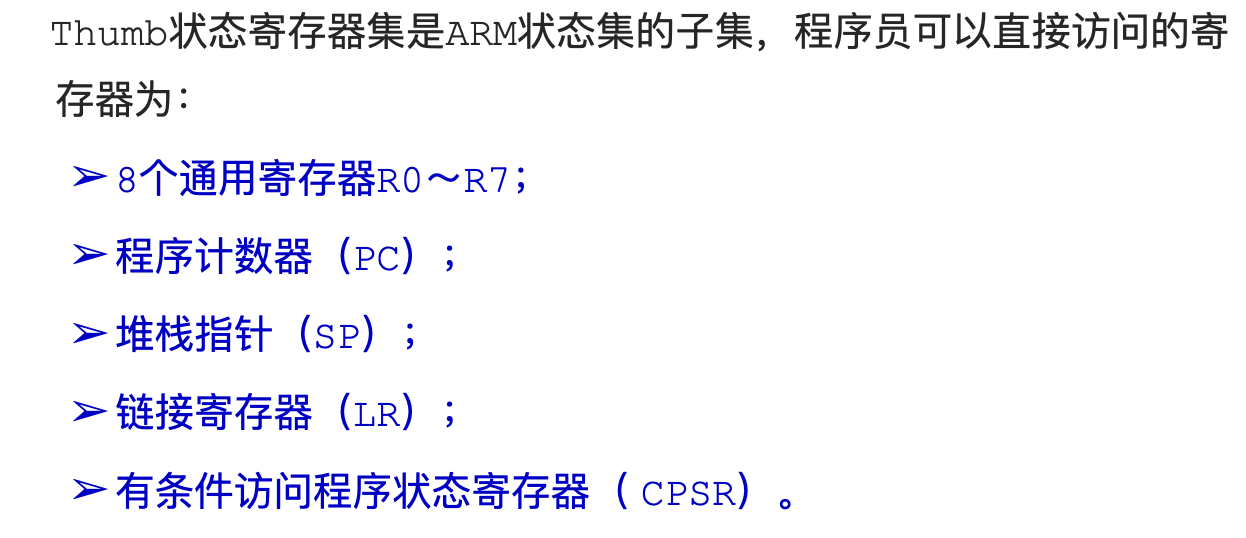 Thumb状态寄存器集是ARM状态集的子集，程序员可以直接访问的寄
存器为：
➢ 8个通用寄存器R0～R7；
➢ 程序计数器（PC）；
➢ 堆栈指针（SP）；
➢ 链接寄存器（LR）；
➢ 有条件访问程序状态寄存器（ CPSR）。